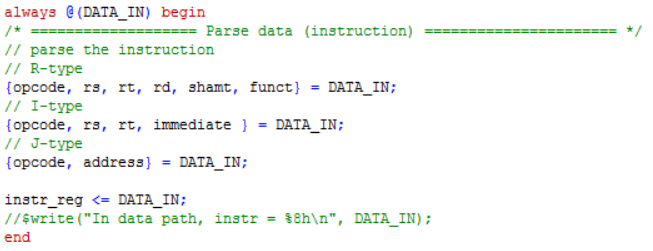 always @(DATA_IN) begin
/* =================== Parse data (instruction) ====================== */
// parse the instruction
// R-type
{opcode, rs, rt, rd, shamt, funct} = DATA_IN;
// I-type
{opcode, rs, rt, immediate } = DATA_IN;
// J-type
{opcode, address} = DATA_IN;
instr_reg <= DATA_IN;
//$write("In data path, instr = %8h\n", DATA_IN);
end